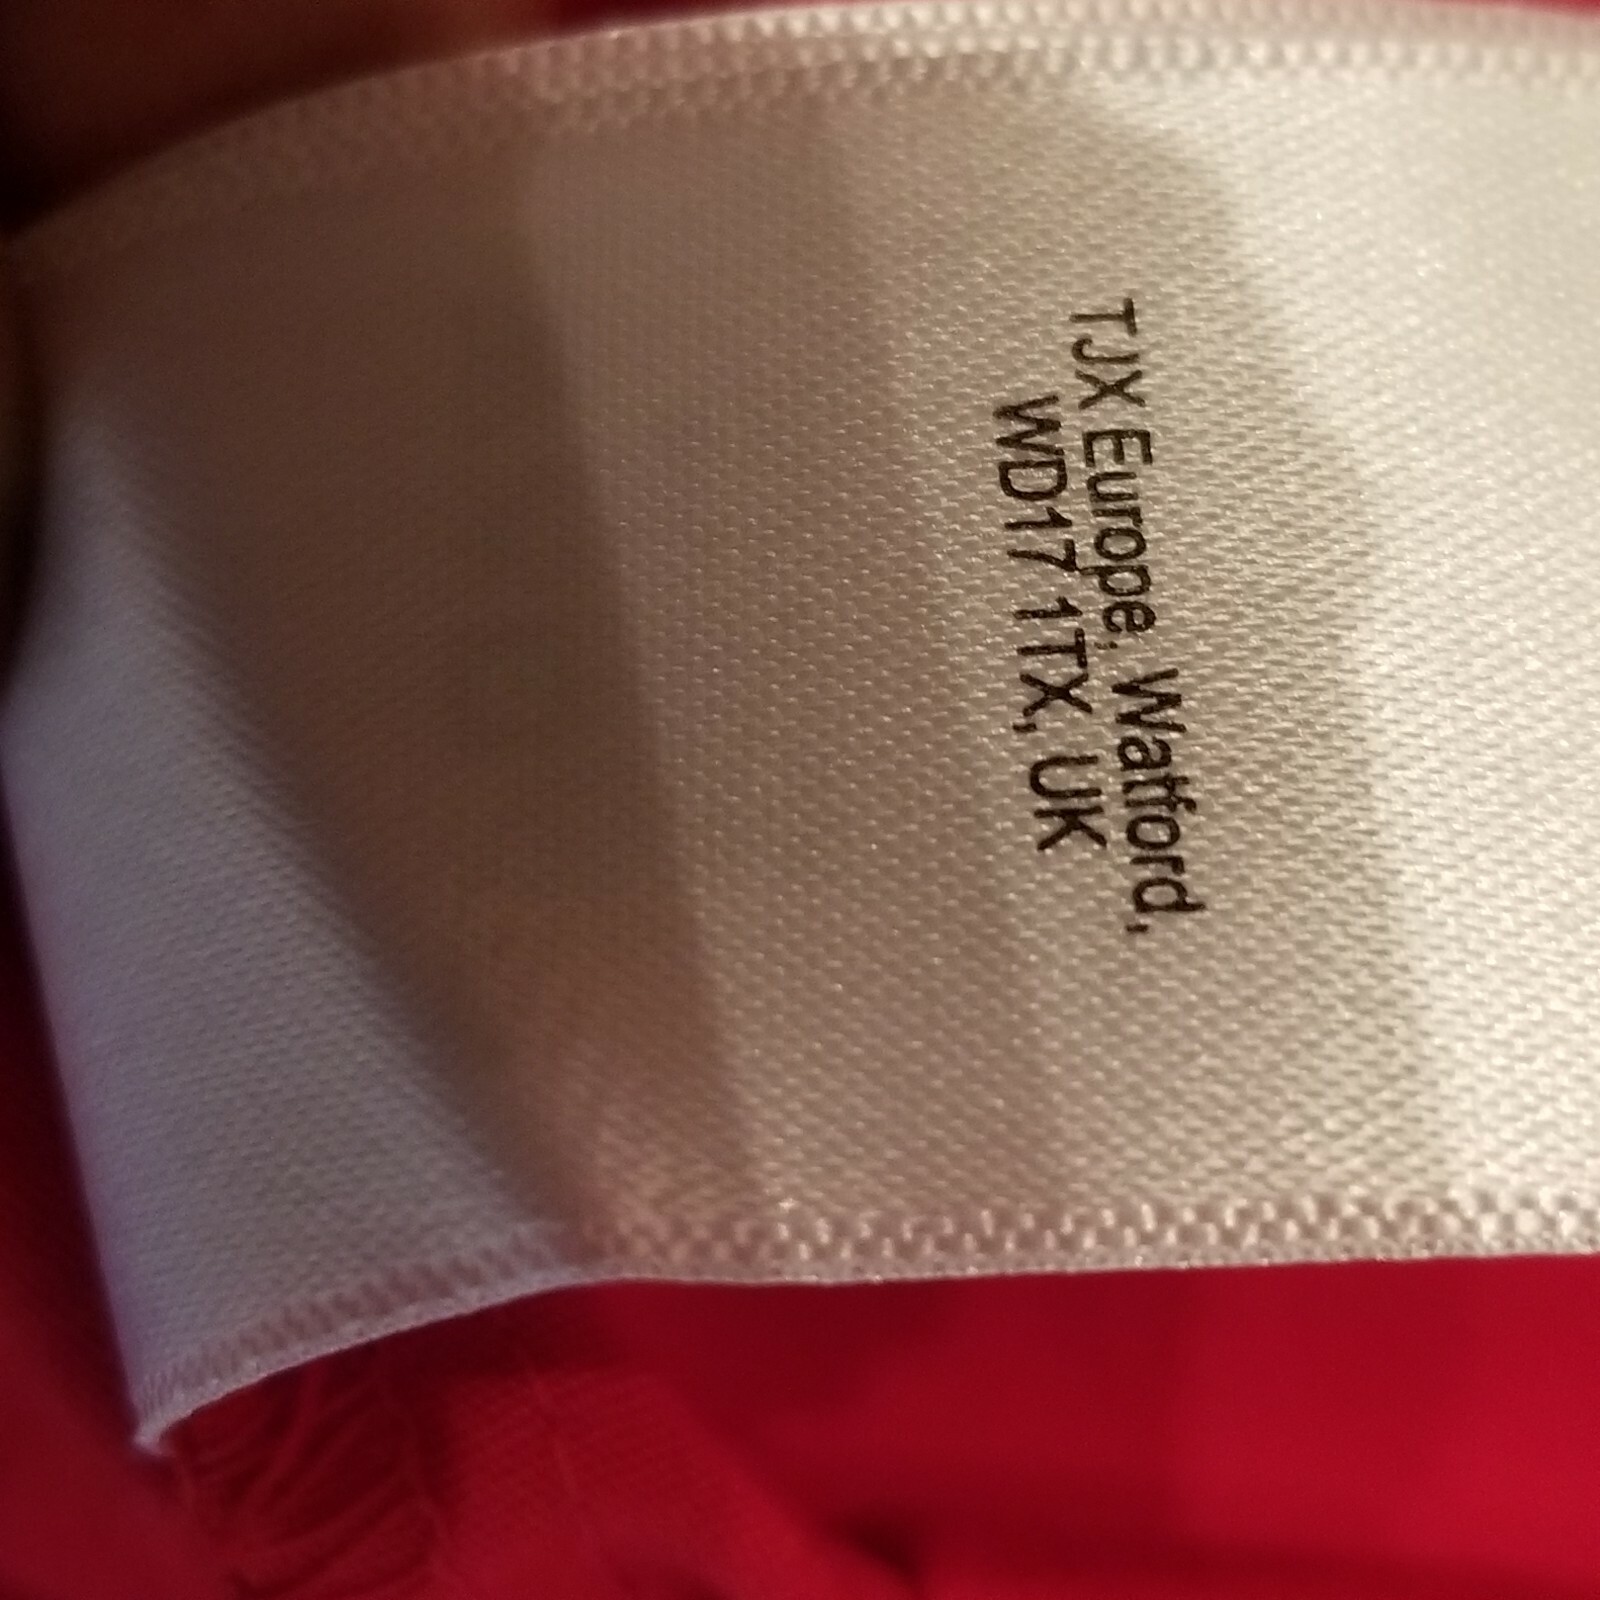 TJX Europe, Watford,
WD17 1TX, UK